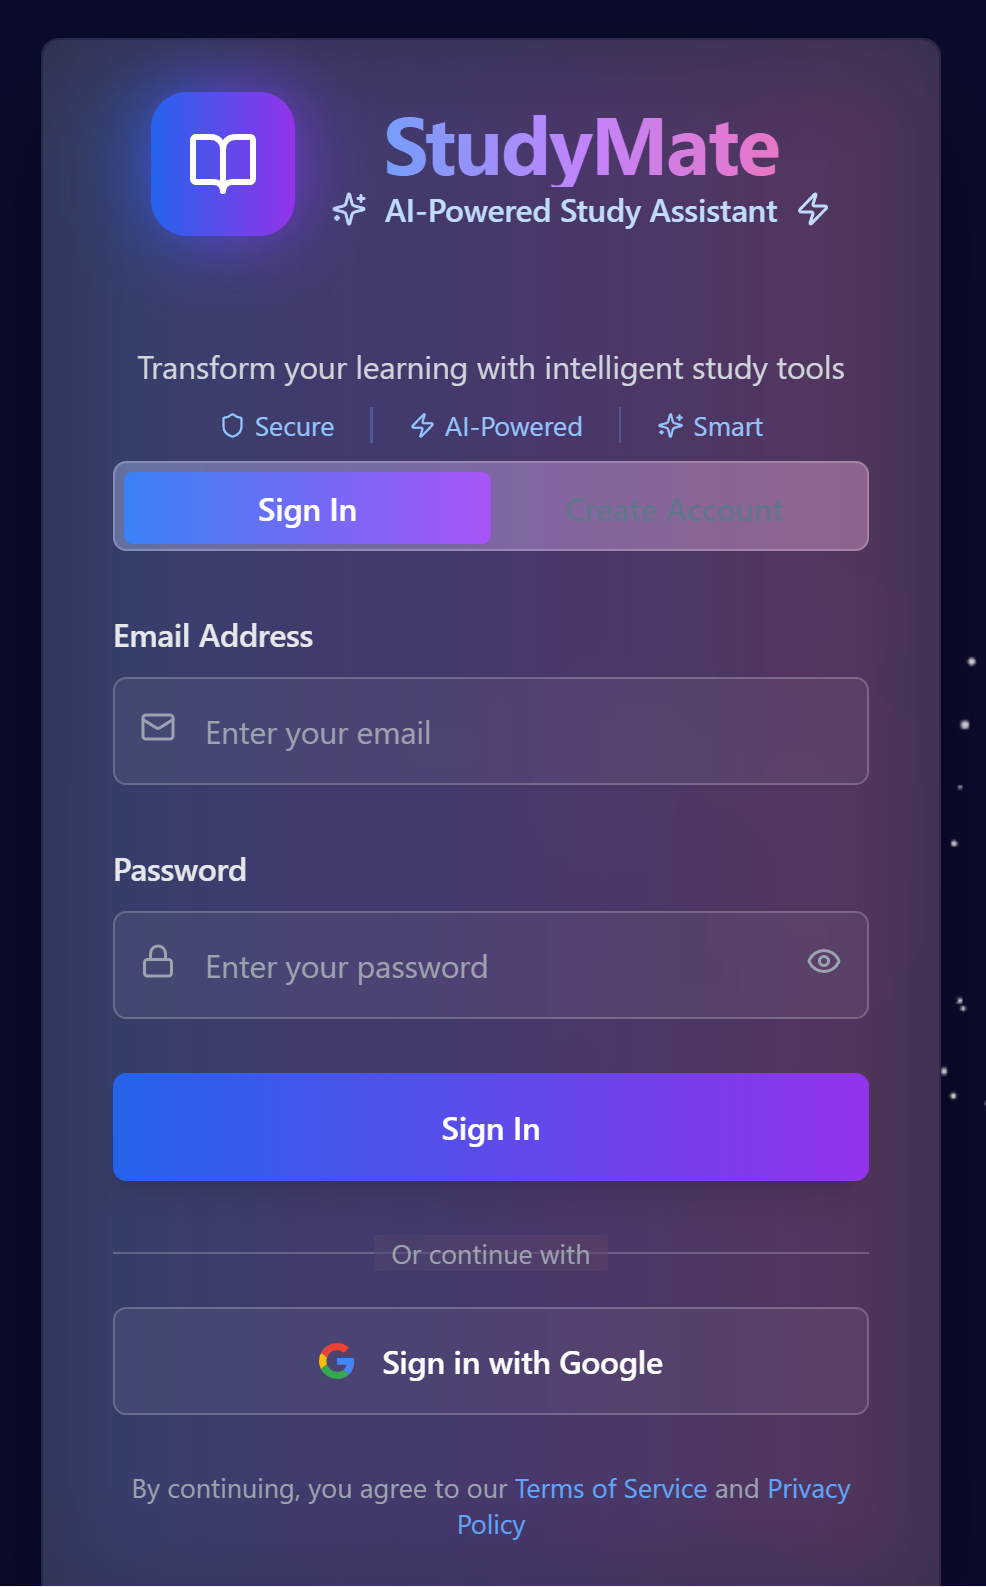 StudyMate
AI-Powered Study Assistant
Transform your learning with intelligent study tools
Secure
AI-Powered
Smart
Sign In
Create Account
Email Address
Enter your email
Password
Enter your password
Sign In
Or continue with
Sign in with Google
By continuing, you agree to our Terms of Service and Privacy
Policy